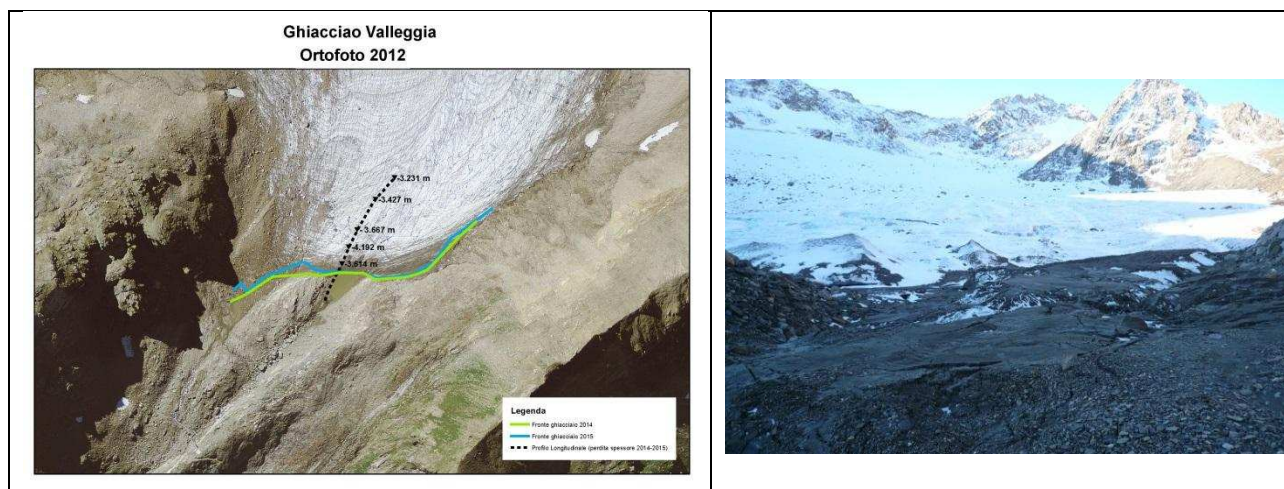 Ghiacciao Valleggia
Ortofoto 2012
-3.231 m
-3.427 m
-3.667 m
-4.192 m
-3.614 m
Legenda
Fronte ghiacciaio 2014
Fronte ghiacciaio 2015
Profilo Longitudinale (perdita spessore 2014-2015)